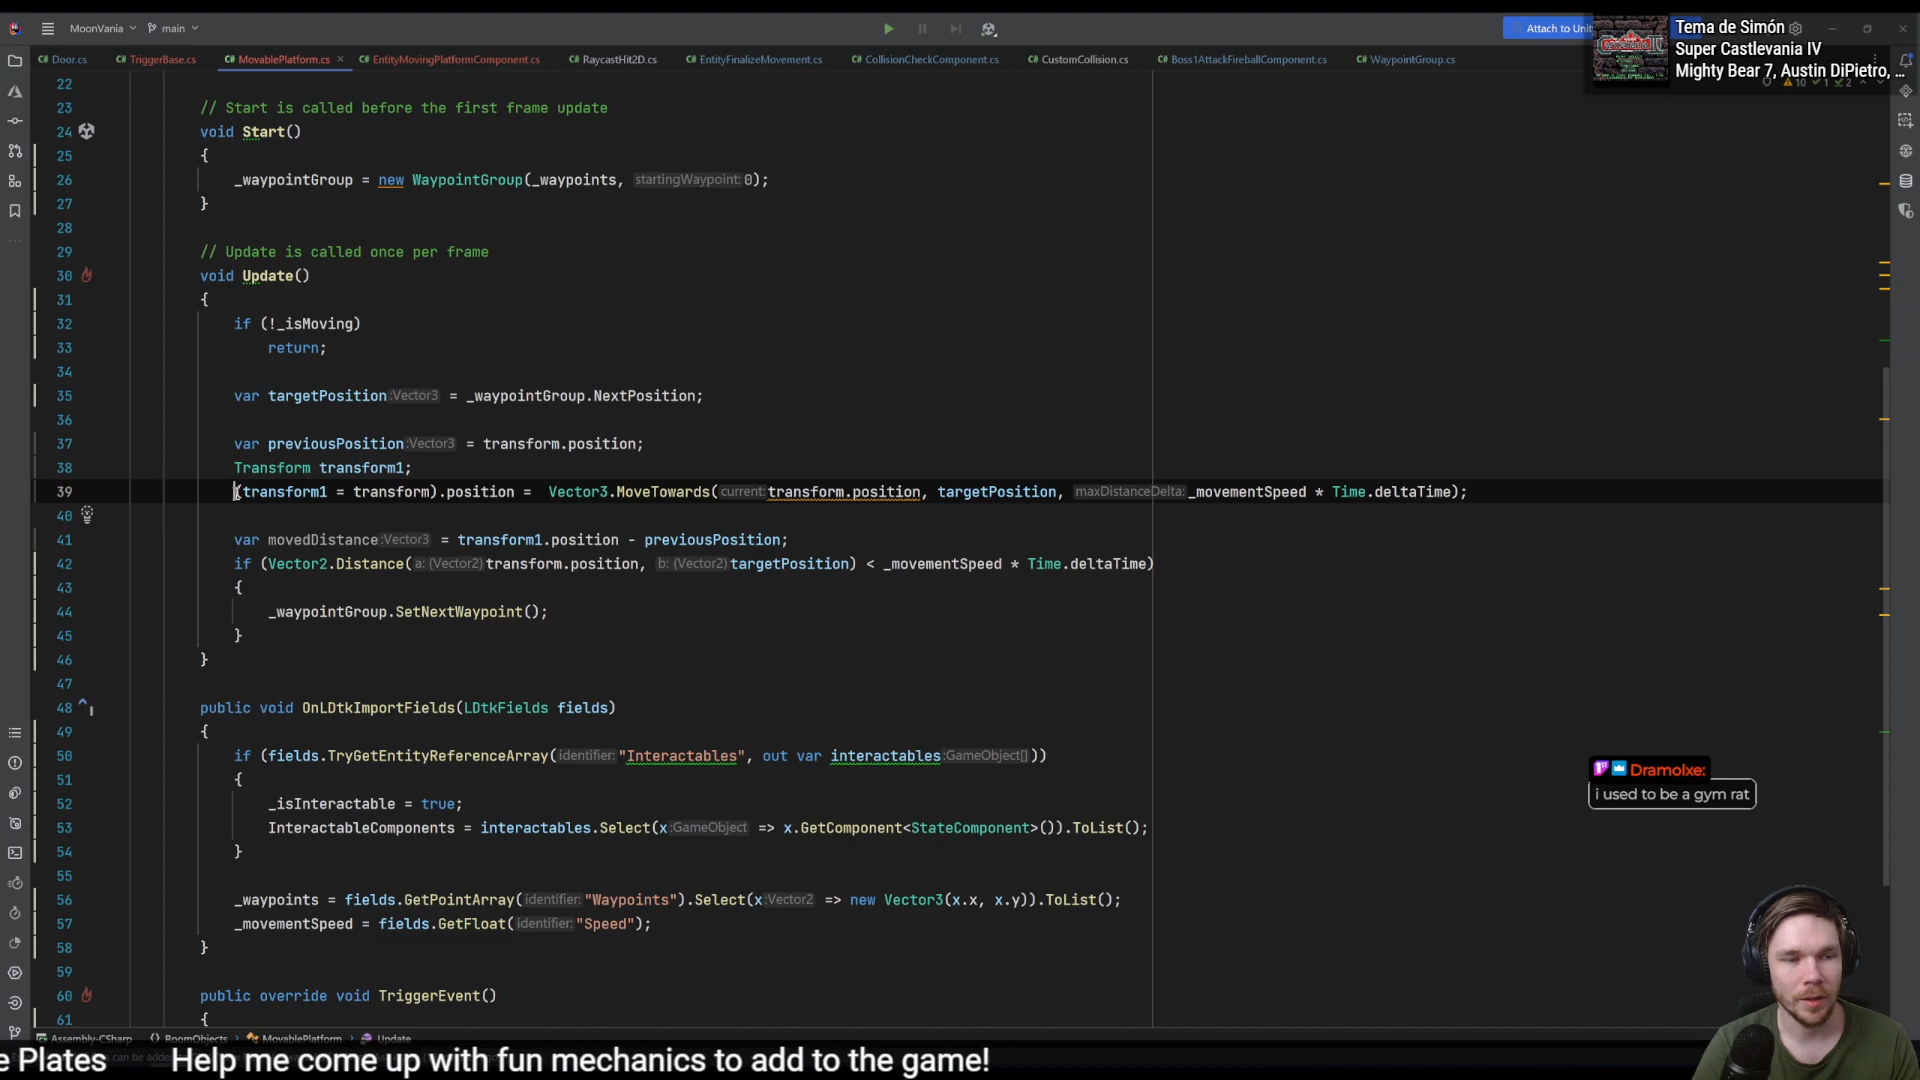 MoonVania
main
Attach to Unit
Tema de Simón
Super Castlevania IV
Mighty Bear 7, Austin DiPietro, ...
Door.cs
TriggerBase.cs
MovablePlatform.cs
EntityMovingPlatformComponent.cs
RaycastHit2D.cs
EntityFinalizeMovement.cs
CollisionCheckComponent.cs
CustomCollision.cs
Boss1AttackFireballComponent.cs
WaypointGroup.cs
10 1 2
22
23 // Start is called before the first frame update
24 void Start()
25 {
26 _waypointGroup = new WaypointGroup(_waypoints, startingWaypoint: 0);
27 }
28
29 // Update is called once per frame
30 void Update()
31 {
32 if (!_isMoving)
33 return;
34
35 var targetPosition :Vector3 = _waypointGroup.NextPosition;
36
37 var previousPosition :Vector3 = transform.position;
38 Transform transform1;
39 (transform1 = transform).position = Vector3.MoveTowards( current: transform.position, targetPosition, maxDistanceDelta: _movementSpeed * Time.deltaTime);
40
41 var movedDistance :Vector3 = transform1.position - previousPosition;
42 if (Vector2.Distance( a: (Vector2) transform.position, b: (Vector2) targetPosition) < _movementSpeed * Time.deltaTime)
43 {
44 _waypointGroup.SetNextWaypoint();
45 }
46 }
47
48 public void OnLDtkImportFields(LDtkFields fields)
49 {
50 if (fields.TryGetEntityReferenceArray( identifier: "Interactables", out var interactables :GameObject[] ))
51 {
52 _isInteractable = true;
53 InteractableComponents = interactables.Select(x :GameObject => x.GetComponent<StateComponent>()).ToList();
54 }
55
56 _waypoints = fields.GetPointArray( identifier: "Waypoints").Select(x :Vector2 => new Vector3(x.x, x.y)).ToList();
57 _movementSpeed = fields.GetFloat( identifier: "Speed");
58 }
59
60 public override void TriggerEvent()
61 {
Dramolxe:
i used to be a gym rat
Assembly-CSharp
RoomObjects
MovablePlatform
Update
e Plates Help me come up with fun mechanics to add to the game!